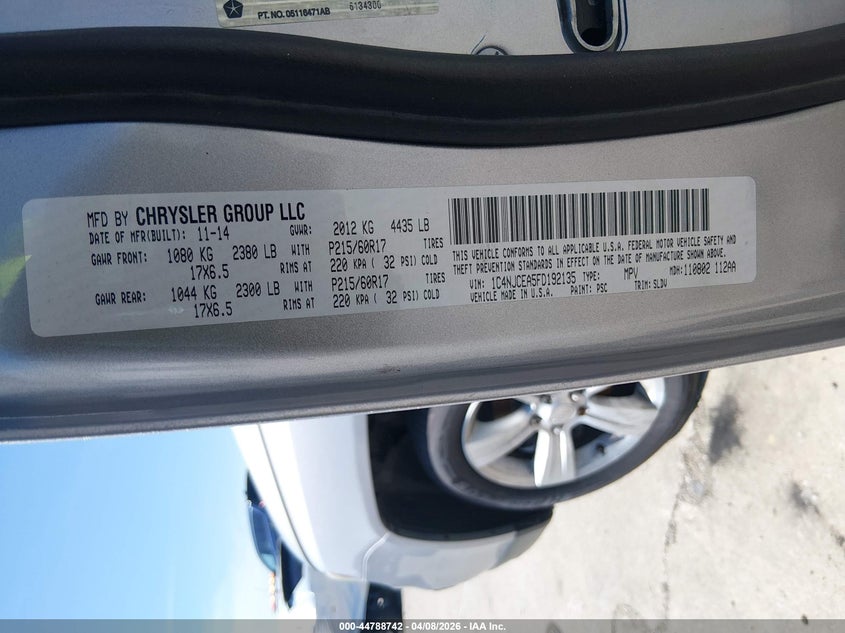 PT. NO. 05116471AB 6134300
MFD BY CHRYSLER GROUP LLC
DATE OF MFR(BUILT): 11-14 GVWR: 2012 KG 4435 LB
GAWR FRONT: 1080 KG 2380 LB WITH P215/60R17 TIRES
17X6.5 RIMS AT 220 KPA ( 32 PSI) COLD
GAWR REAR: 1044 KG 2300 LB WITH P215/60R17 TIRES
17X6.5 RIMS AT 220 KPA ( 32 PSI) COLD
THIS VEHICLE CONFORMS TO ALL APPLICABLE U.S.A. FEDERAL MOTOR VEHICLE SAFETY AND
THEFT PREVENTION STANDARDS IN EFFECT ON THE DATE OF MANUFACTURE SHOWN ABOVE.
VIN: 1C4NJCEA5FD192135 TYPE: MPV MDH: 110802 112AA
VEHICLE MADE IN U.S.A. PAINT: PSC TRIM: SLDV
000-44788742 04/08/2026 IAA Inc.